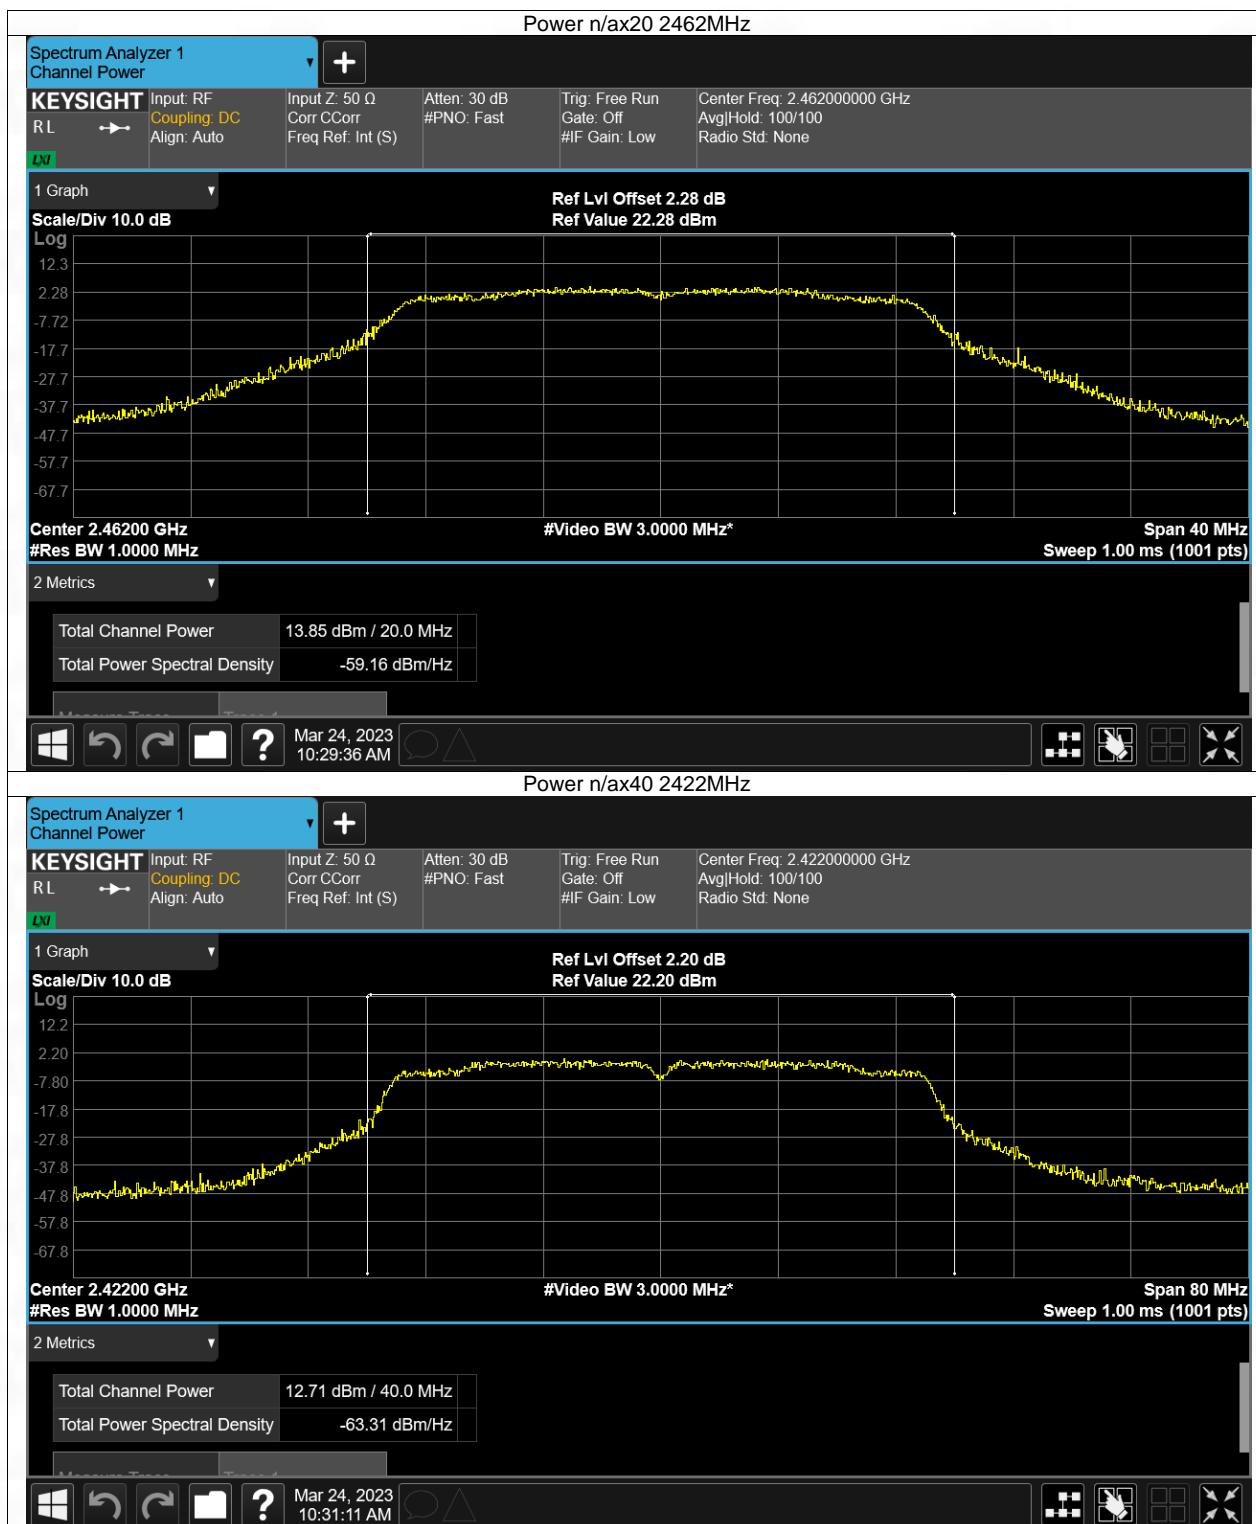 Power n/ax20 2462MHz
Spectrum Analyzer 1
Channel Power
KEYSIGHT
RL
LXI
Input: RF
Coupling: DC
Align: Auto
Input Z: 50 Ω
Corr CCorr
Freq Ref: Int (S)
Atten: 30 dB
#PNO: Fast
Trig: Free Run
Gate: Off
#IF Gain: Low
Center Freq: 2.462000000 GHz
Avg|Hold: 100/100
Radio Std: None
1 Graph
Scale/Div 10.0 dB
Ref Lvl Offset 2.28 dB
Ref Value 22.28 dBm
Log
12.3
2.28
-7.72
-17.7
-27.7
-37.7
-47.7
-57.7
-67.7
Center 2.46200 GHz
#Res BW 1.0000 MHz
#Video BW 3.0000 MHz*
Span 40 MHz
Sweep 1.00 ms (1001 pts)
2 Metrics
Total Channel Power 13.85 dBm / 20.0 MHz
Total Power Spectral Density -59.16 dBm/Hz
Mar 24, 2023
10:29:36 AM
Power n/ax40 2422MHz
Spectrum Analyzer 1
Channel Power
KEYSIGHT
RL
LXI
Input: RF
Coupling: DC
Align: Auto
Input Z: 50 Ω
Corr CCorr
Freq Ref: Int (S)
Atten: 30 dB
#PNO: Fast
Trig: Free Run
Gate: Off
#IF Gain: Low
Center Freq: 2.422000000 GHz
Avg|Hold: 100/100
Radio Std: None
1 Graph
Scale/Div 10.0 dB
Ref Lvl Offset 2.20 dB
Ref Value 22.20 dBm
Log
12.2
2.20
-7.80
-17.8
-27.8
-37.8
-47.8
-57.8
-67.8
Center 2.42200 GHz
#Res BW 1.0000 MHz
#Video BW 3.0000 MHz*
Span 80 MHz
Sweep 1.00 ms (1001 pts)
2 Metrics
Total Channel Power 12.71 dBm / 40.0 MHz
Total Power Spectral Density -63.31 dBm/Hz
Mar 24, 2023
10:31:11 AM